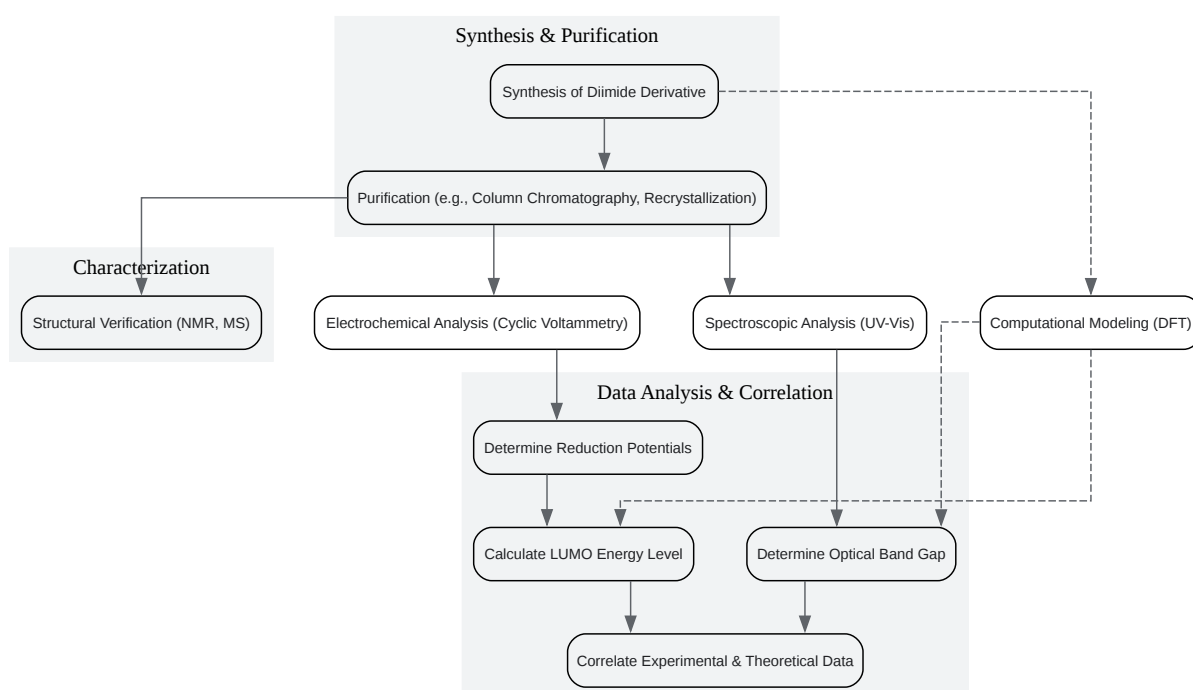 Synthesis & Purification
Synthesis of Diimide Derivative
Purification (e.g., Column Chromatography, Recrystallization)
Characterization
Structural Verification (NMR, MS)
Electrochemical Analysis (Cyclic Voltammetry)
Spectroscopic Analysis (UV-Vis)
Computational Modeling (DFT)
Data Analysis & Correlation
Determine Reduction Potentials
Calculate LUMO Energy Level
Determine Optical Band Gap
Correlate Experimental & Theoretical Data